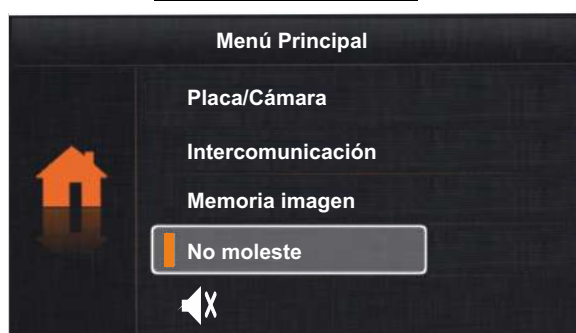 Menú Principal
Placa/Cámara
Intercomunicación
Memoria imagen
No moleste